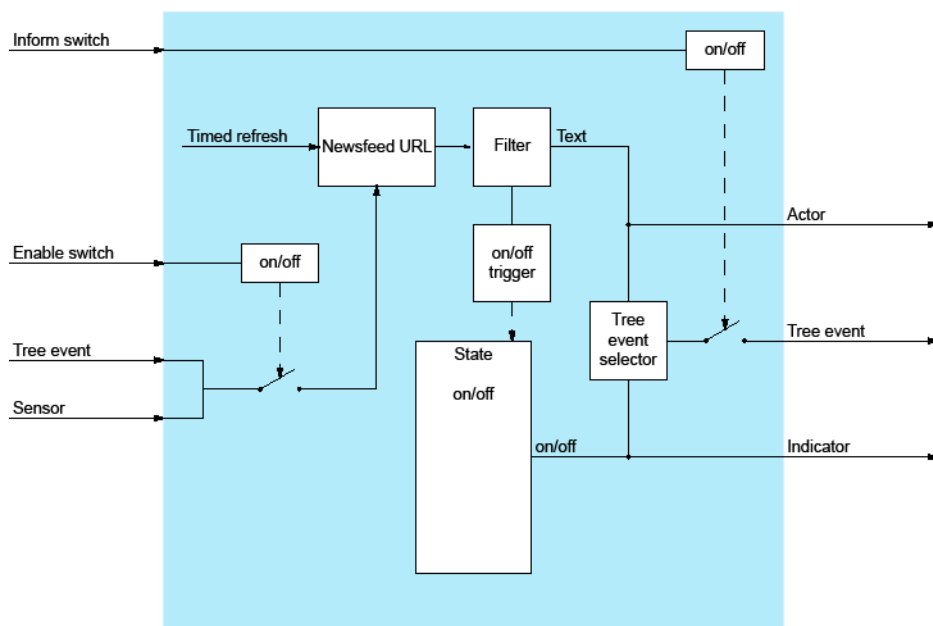 Inform switch
on/off
Timed refresh
Newsfeed URL
Filter
Text
Actor
Enable switch
on/off
on/off
trigger
Tree event
Sensor
State
on/off
Tree
event
selector
Tree event
on/off
Indicator